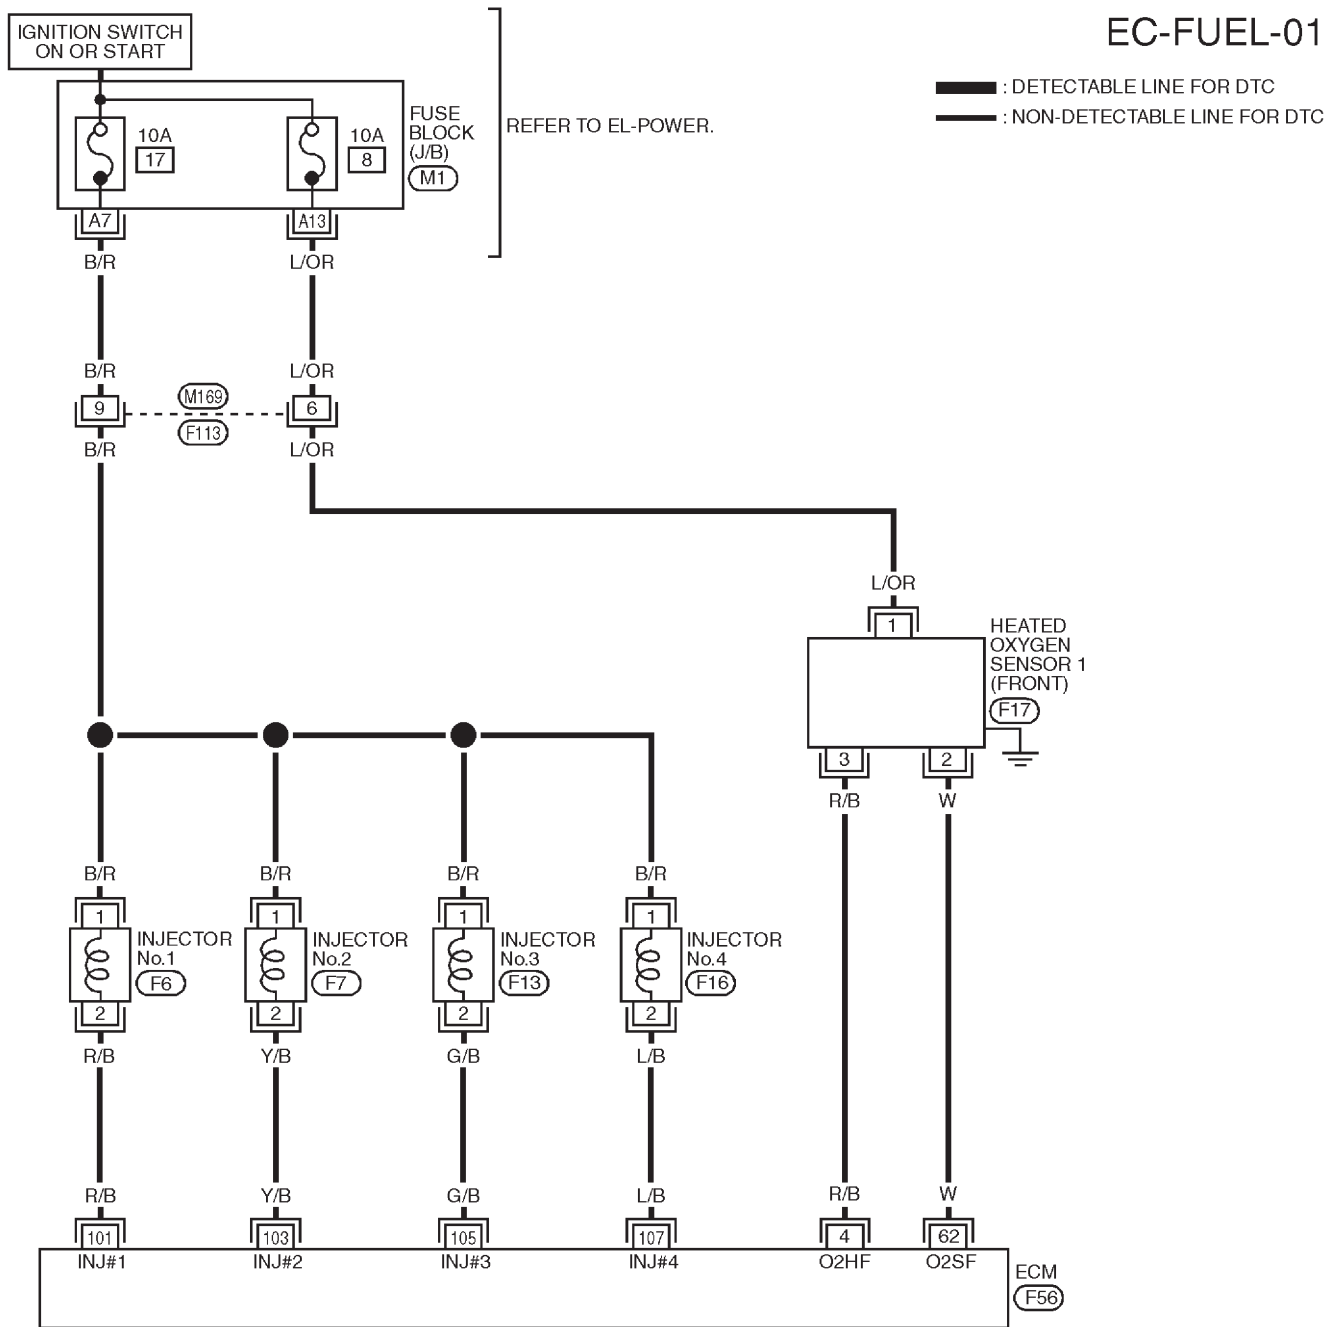 EC-FUEL-01
IGNITION SWITCH
ON OR START
: DETECTABLE LINE FOR DTC
: NON-DETECTABLE LINE FOR DTC
10A
17
10A
8
FUSE
BLOCK
(J/B)
M1
REFER TO EL-POWER.
A7
A13
B/R
L/OR
B/R
L/OR
9
M169
F113
6
B/R
L/OR
L/OR
1
HEATED
OXYGEN
SENSOR 1
(FRONT)
F17
3
2
R/B
W
B/R
B/R
B/R
B/R
1
INJECTOR
No.1
F6
2
1
INJECTOR
No.2
F7
2
1
INJECTOR
No.3
F13
2
1
INJECTOR
No.4
F16
2
R/B
Y/B
G/B
L/B
R/B
Y/B
G/B
L/B
R/B
W
101
103
105
107
4
62
INJ#1
INJ#2
INJ#3
INJ#4
O2HF
O2SF
ECM
F56